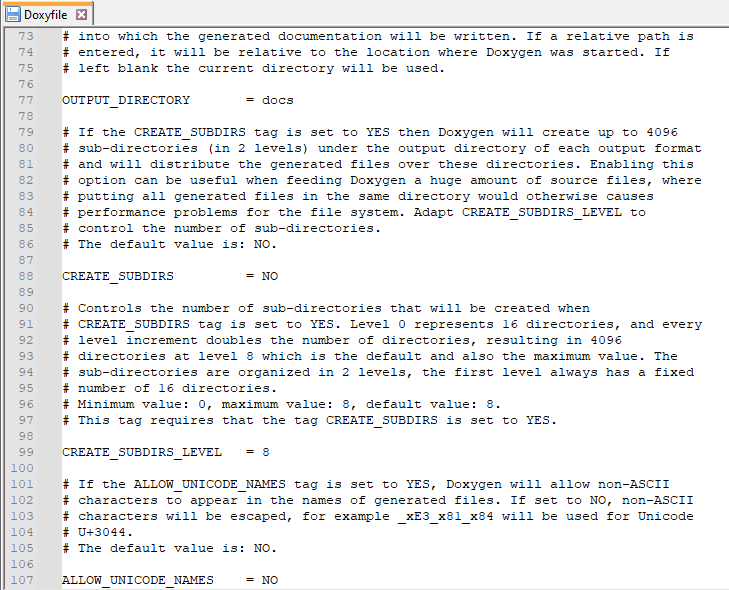 Doxyfile
73 # into which the generated documentation will be written. If a relative path is
74 # entered, it will be relative to the location where Doxygen was started. If
75 # left blank the current directory will be used.
76
77 OUTPUT_DIRECTORY       = docs
78
79 # If the CREATE_SUBDIRS tag is set to YES then Doxygen will create up to 4096
80 # sub-directories (in 2 levels) under the output directory of each output format
81 # and will distribute the generated files over these directories. Enabling this
82 # option can be useful when feeding Doxygen a huge amount of source files, where
83 # putting all generated files in the same directory would otherwise causes
84 # performance problems for the file system. Adapt CREATE_SUBDIRS_LEVEL to
85 # control the number of sub-directories.
86 # The default value is: NO.
87
88 CREATE_SUBDIRS         = NO
89
90 # Controls the number of sub-directories that will be created when
91 # CREATE_SUBDIRS tag is set to YES. Level 0 represents 16 directories, and every
92 # level increment doubles the number of directories, resulting in 4096
93 # directories at level 8 which is the default and also the maximum value. The
94 # sub-directories are organized in 2 levels, the first level always has a fixed
95 # number of 16 directories.
96 # Minimum value: 0, maximum value: 8, default value: 8.
97 # This tag requires that the tag CREATE_SUBDIRS is set to YES.
98
99 CREATE_SUBDIRS_LEVEL   = 8
100
101 # If the ALLOW_UNICODE_NAMES tag is set to YES, Doxygen will allow non-ASCII
102 # characters to appear in the names of generated files. If set to NO, non-ASCII
103 # characters will be escaped, for example _xE3_x81_x84 will be used for Unicode
104 # U+3044.
105 # The default value is: NO.
106
107 ALLOW_UNICODE_NAMES    = NO